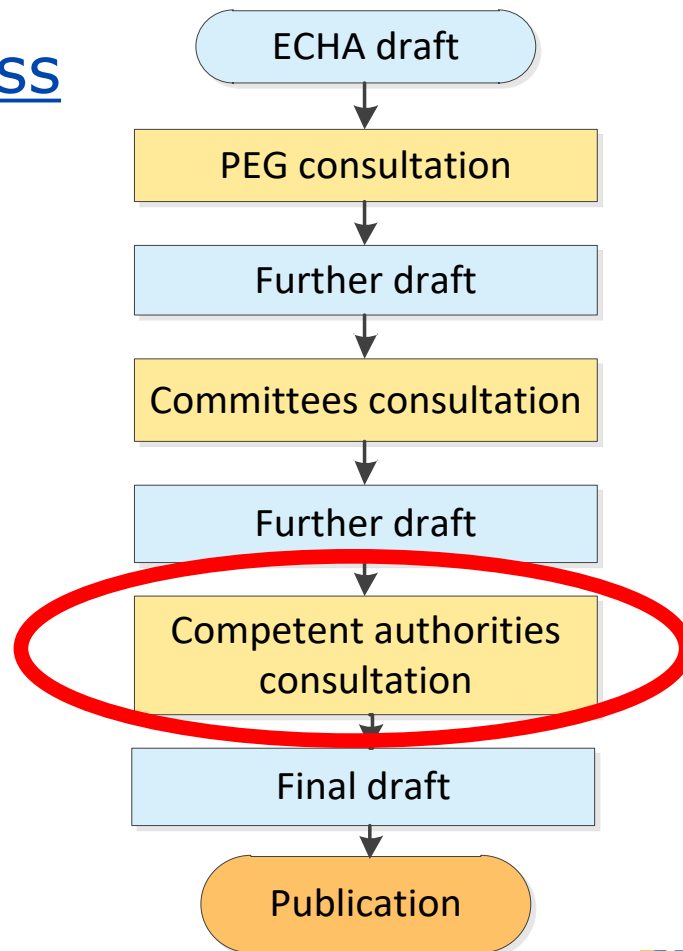 ss
ECHA draft
PEG consultation
Further draft
Committees consultation
Further draft
Competent authorities
consultation
Final draft
Publication